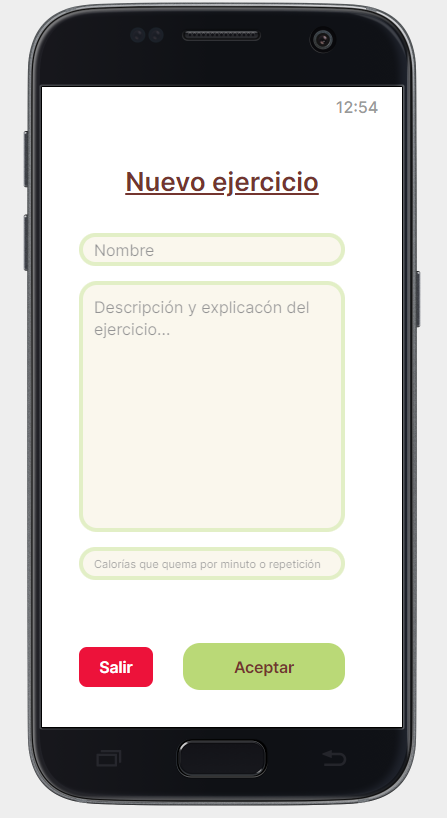 12:54
Nuevo ejercicio
Nombre
Descripción y explicacón del
ejercicio...
Calorías que quema por minuto o repetición
Salir
Aceptar